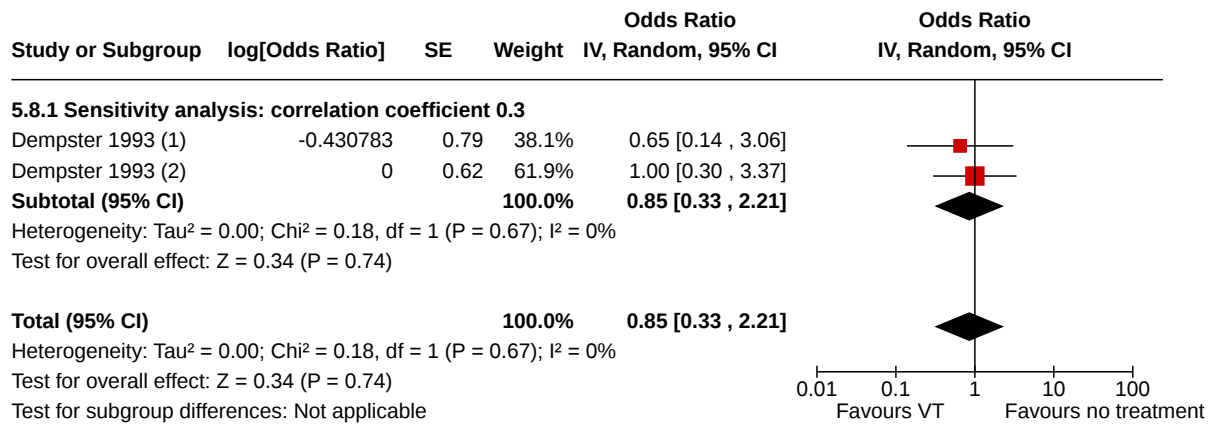 Odds Ratio Odds Ratio
Study or Subgroup log[Odds Ratio] SE Weight IV, Random, 95% CI IV, Random, 95% CI
5.8.1 Sensitivity analysis: correlation coefficient 0.3
Dempster 1993 (1) -0.430783 0.79 38.1% 0.65 [0.14 , 3.06]
Dempster 1993 (2) 0 0.62 61.9% 1.00 [0.30 , 3.37]
Subtotal (95% CI) 100.0% 0.85 [0.33 , 2.21]
Heterogeneity: Tau² = 0.00; Chi² = 0.18, df = 1 (P = 0.67); I² = 0%
Test for overall effect: Z = 0.34 (P = 0.74)
Total (95% CI) 100.0% 0.85 [0.33 , 2.21]
Heterogeneity: Tau² = 0.00; Chi² = 0.18, df = 1 (P = 0.67); I² = 0%
Test for overall effect: Z = 0.34 (P = 0.74) 0.01 0.1 1 10 100
Test for subgroup differences: Not applicable Favours VT Favours no treatment